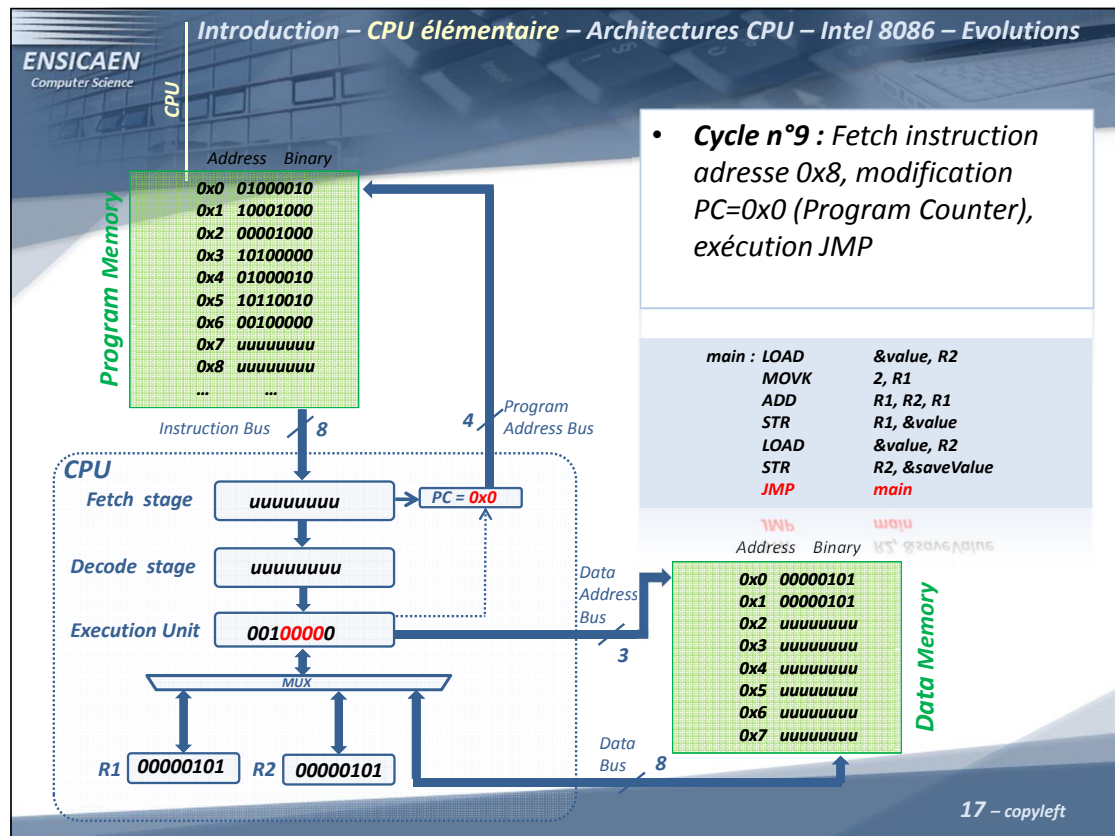 Introduction – CPU élémentaire – Architectures CPU – Intel 8086 – Evolutions
ENSICAEN
Computer Science
CPU
• Cycle n°9 : Fetch instruction
adresse 0x8, modification
PC=0x0 (Program Counter),
exécution JMP
Address Binary
Program Memory
0x0 01000010
0x1 10001000
0x2 00001000
0x3 10100000
0x4 01000010
0x5 10110010
0x6 00100000
0x7 uuuuuuuu
0x8 uuuuuuuu
... ...
main : LOAD &value, R2
MOVK 2, R1
ADD R1, R2, R1
STR R1, &value
LOAD &value, R2
STR R2, &saveValue
JMP main
JMP main
R2, &saveValue
Instruction Bus 8
4 Program
Address Bus
CPU
Fetch stage uuuuuuuu
PC = 0x0
Decode stage uuuuuuuu
Execution Unit 00100000
MUX
R1 00000101
R2 00000101
Data
Address
Bus
3
Address Binary
0x0 00000101
0x1 00000101
0x2 uuuuuuuu
0x3 uuuuuuuu
0x4 uuuuuuuu
0x5 uuuuuuuu
0x6 uuuuuuuu
0x7 uuuuuuuu
Data Memory
Data
Bus 8
17 – copyleft